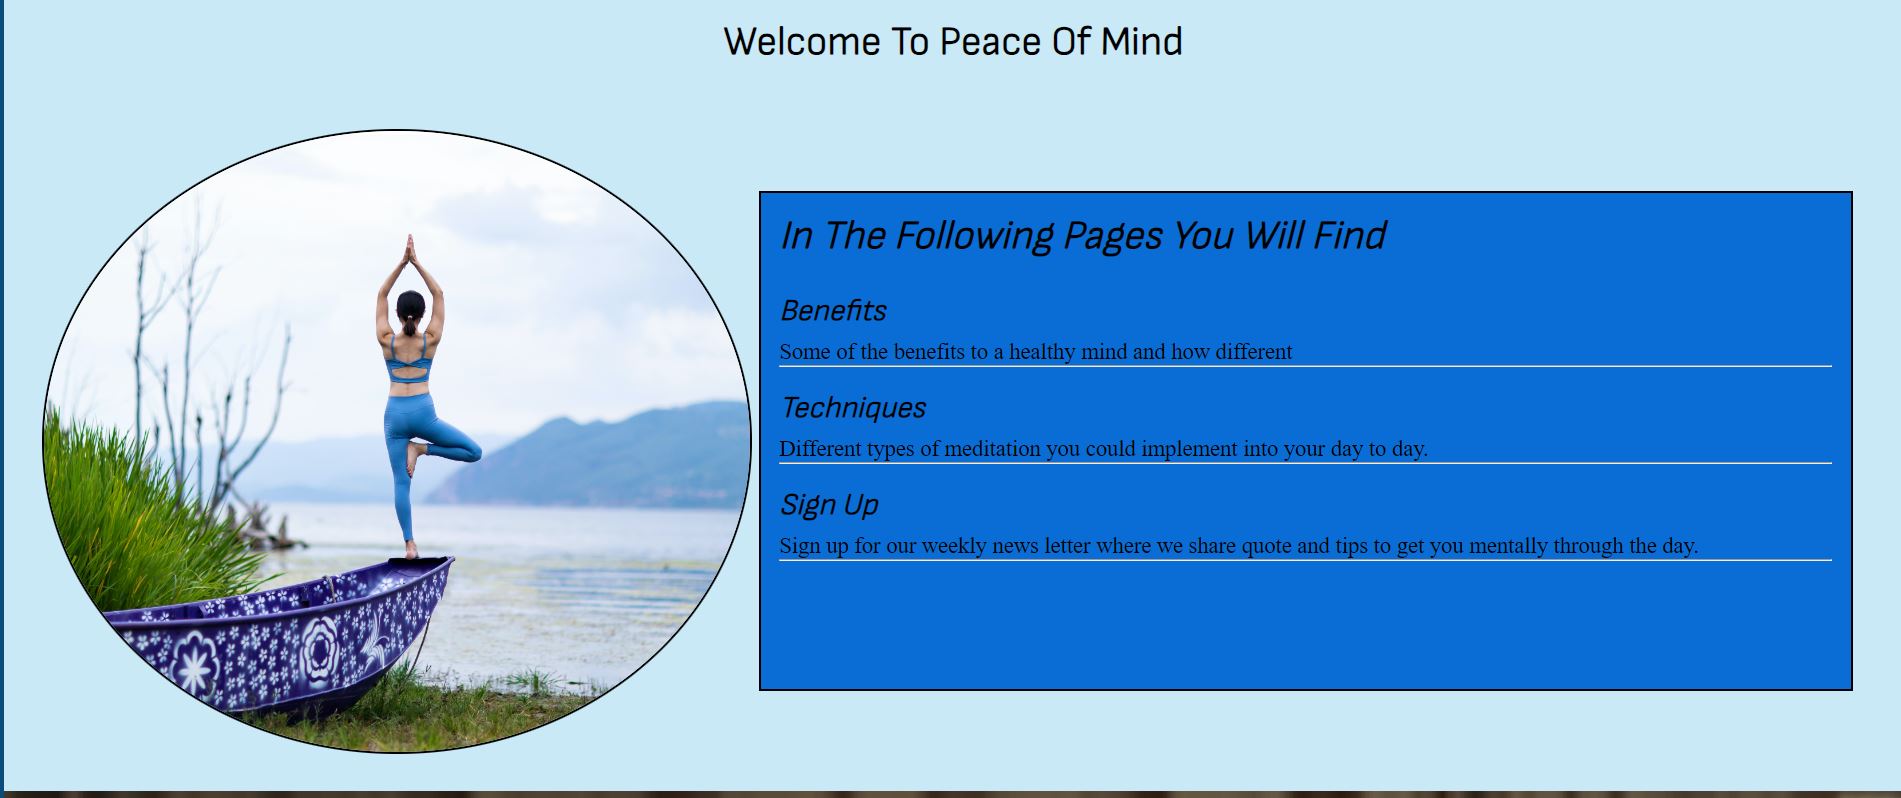 Welcome To Peace Of Mind
In The Following Pages You Will Find
Benefits
Some of the benefits to a healthy mind and how different
Techniques
Different types of meditation you could implement into your day to day.
Sign Up
Sign up for our weekly news letter where we share quote and tips to get you mentally through the day.